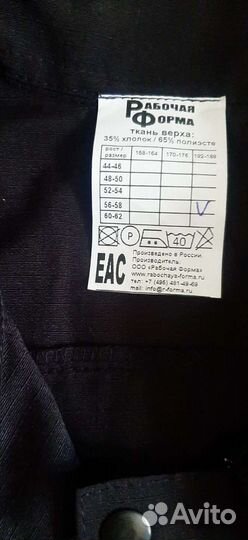 РАБОЧАЯ
ФОРМА
ткань верха:
35% хлопок / 65% полиэсте
рост / размер 158-164 170-176 182-188
44-46
48-50
52-54
56-58
60-62
P 40
EAC
Произведено в России
Производитель:
ООО «Рабочая Форма»
www.rabochaya-forma.ru
тел: +7 (495) 481-49-69
mail: info@r-forma.ru
Avito